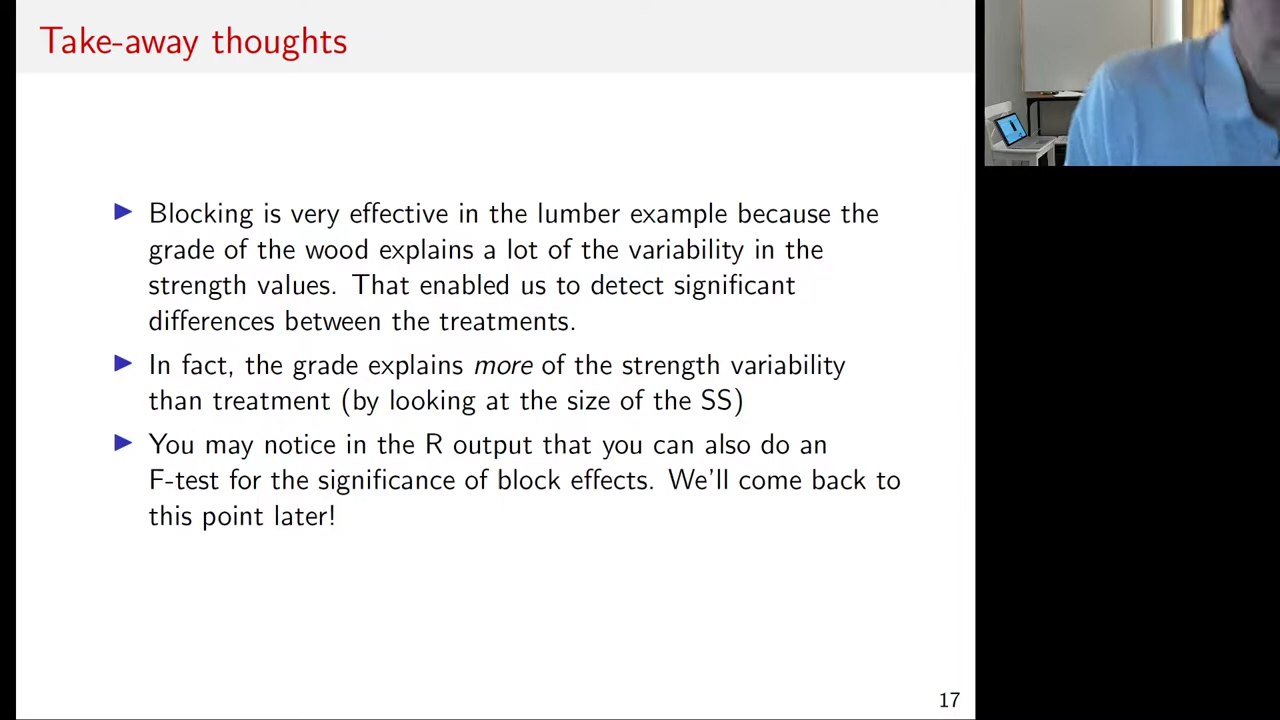 Take-away thoughts
Blocking is very effective in the lumber example because the
grade of the wood explains a lot of the variability in the
strength values. That enabled us to detect significant
differences between the treatments.
In fact, the grade explains more of the strength variability
than treatment (by looking at the size of the SS)
You may notice in the R output that you can also do an
F-test for the significance of block effects. We'll come back to
this point later!
17